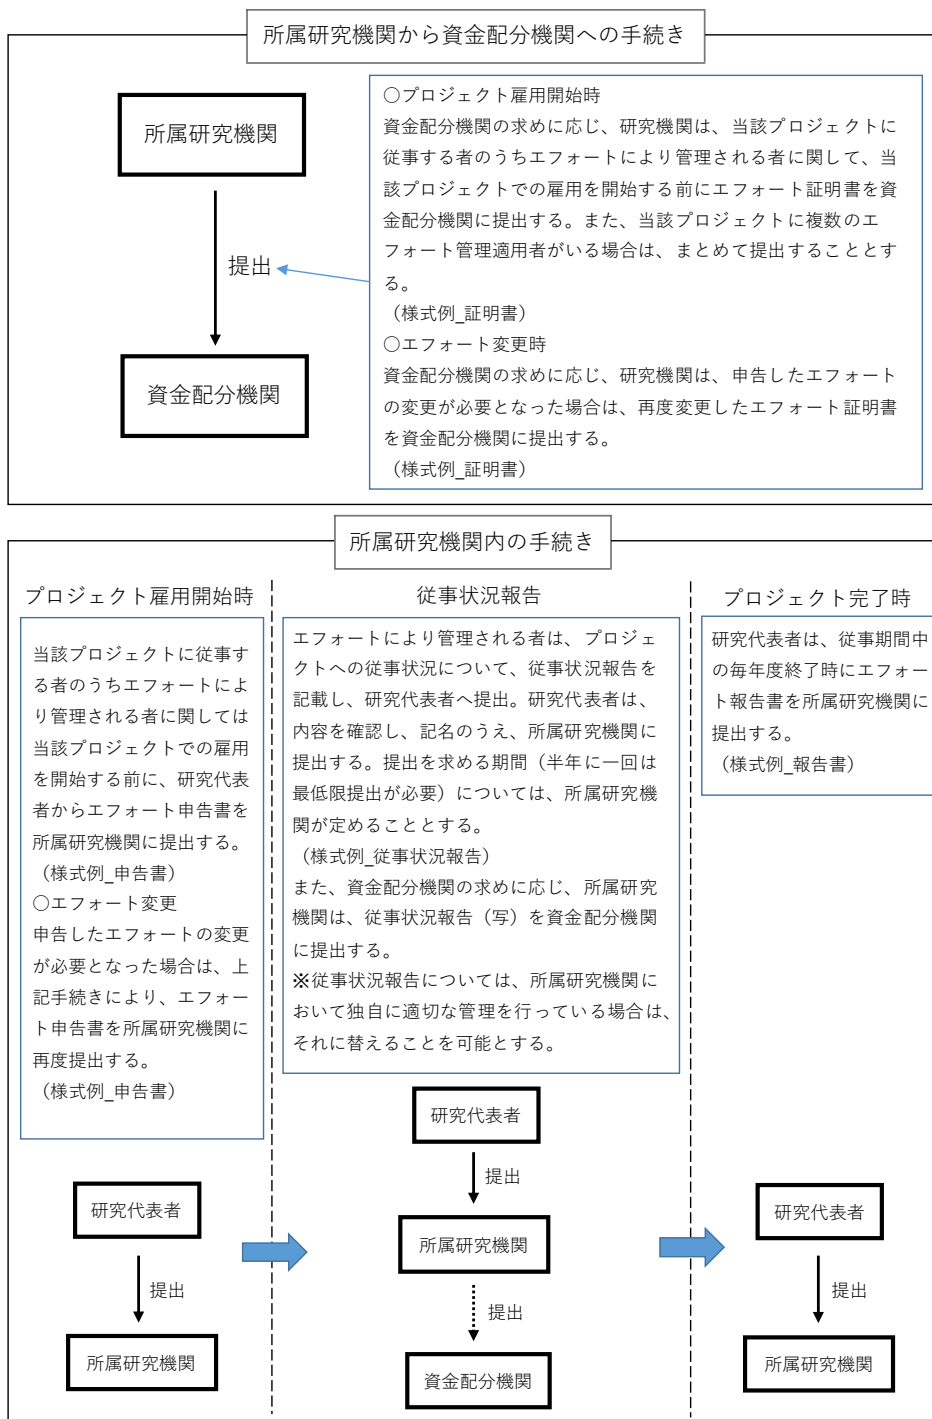 所属研究機関から資金配分機関への手続き
所属研究機関
提出
資金配分機関
○プロジェクト雇用開始時
資金配分機関の求めに応じ、研究機関は、当該プロジェクトに
従事する者のうちエフォートにより管理される者に関して、当
該プロジェクトでの雇用を開始する前にエフォート証明書を資
金配分機関に提出する。また、当該プロジェクトに複数のエ
フォート管理適用者がいる場合は、まとめて提出することとす
る。
（様式例_証明書）
○エフォート変更時
資金配分機関の求めに応じ、研究機関は、申告したエフォート
の変更が必要となった場合は、再度変更したエフォート証明書
を資金配分機関に提出する。
（様式例_証明書）
所属研究機関内の手続き
プロジェクト雇用開始時
当該プロジェクトに従事す
る者のうちエフォートによ
り管理される者に関しては
当該プロジェクトでの雇用
を開始する前に、研究代表
者からエフォート申告書を
所属研究機関に提出する。
（様式例_申告書）
○エフォート変更
申告したエフォートの変更
が必要となった場合は、上
記手続きにより、エフォー
ト申告書を所属研究機関に
再度提出する。
（様式例_申告書）
研究代表者
提出
所属研究機関
従事状況報告
エフォートにより管理される者は、プロジェ
クトへの従事状況について、従事状況報告を
記載し、研究代表者へ提出。研究代表者は、
内容を確認し、記名のうえ、所属研究機関に
提出する。提出を求める期間（半年に一回は
最低限提出が必要）については、所属研究機
関が定めることとする。
（様式例_従事状況報告）
また、資金配分機関の求めに応じ、所属研究
機関は、従事状況報告（写）を資金配分機関
に提出する。
※従事状況報告については、所属研究機関に
おいて独自に適切な管理を行っている場合は、
それに替えることを可能とする。
研究代表者
提出
所属研究機関
提出
資金配分機関
プロジェクト完了時
研究代表者は、従事期間中
の毎年度終了時にエフォー
ト報告書を所属研究機関に
提出する。
（様式例_報告書）
研究代表者
提出
所属研究機関